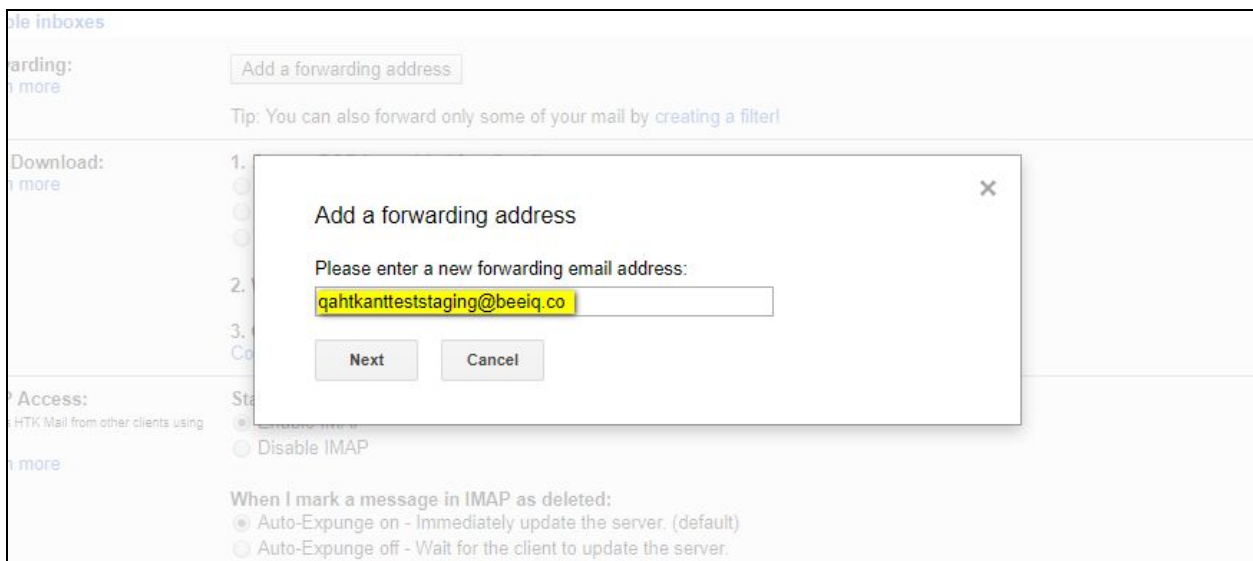 ole inboxes
arding:
more
Add a forwarding address
Tip: You can also forward only some of your mail by creating a filter!
Download:
more
1.
2.
3.
Co
Add a forwarding address
×
Please enter a new forwarding email address:
qahtkantteststaging@beeiq.co
Next Cancel
P Access:
HTK Mail from other clients using
more
Sta
Enable IMAP
Disable IMAP
When I mark a message in IMAP as deleted:
Auto-Expunge on - Immediately update the server. (default)
Auto-Expunge off - Wait for the client to update the server.